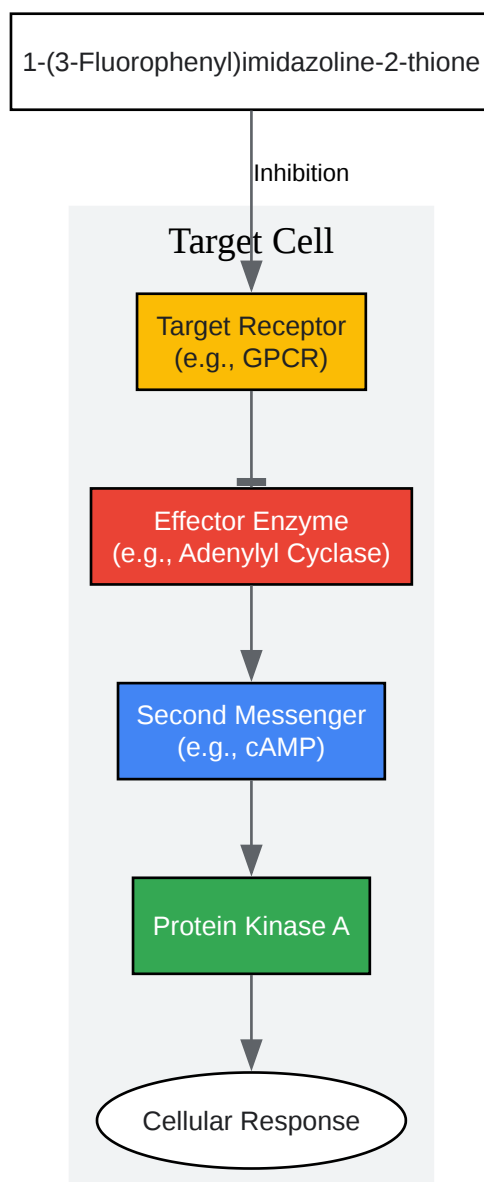 1-(3-Fluorophenyl)imidazoline-2-thione
Inhibition
Target Cell
Target Receptor
(e.g., GPCR)
Effector Enzyme
(e.g., Adenylyl Cyclase)
Second Messenger
(e.g., cAMP)
Protein Kinase A
Cellular Response